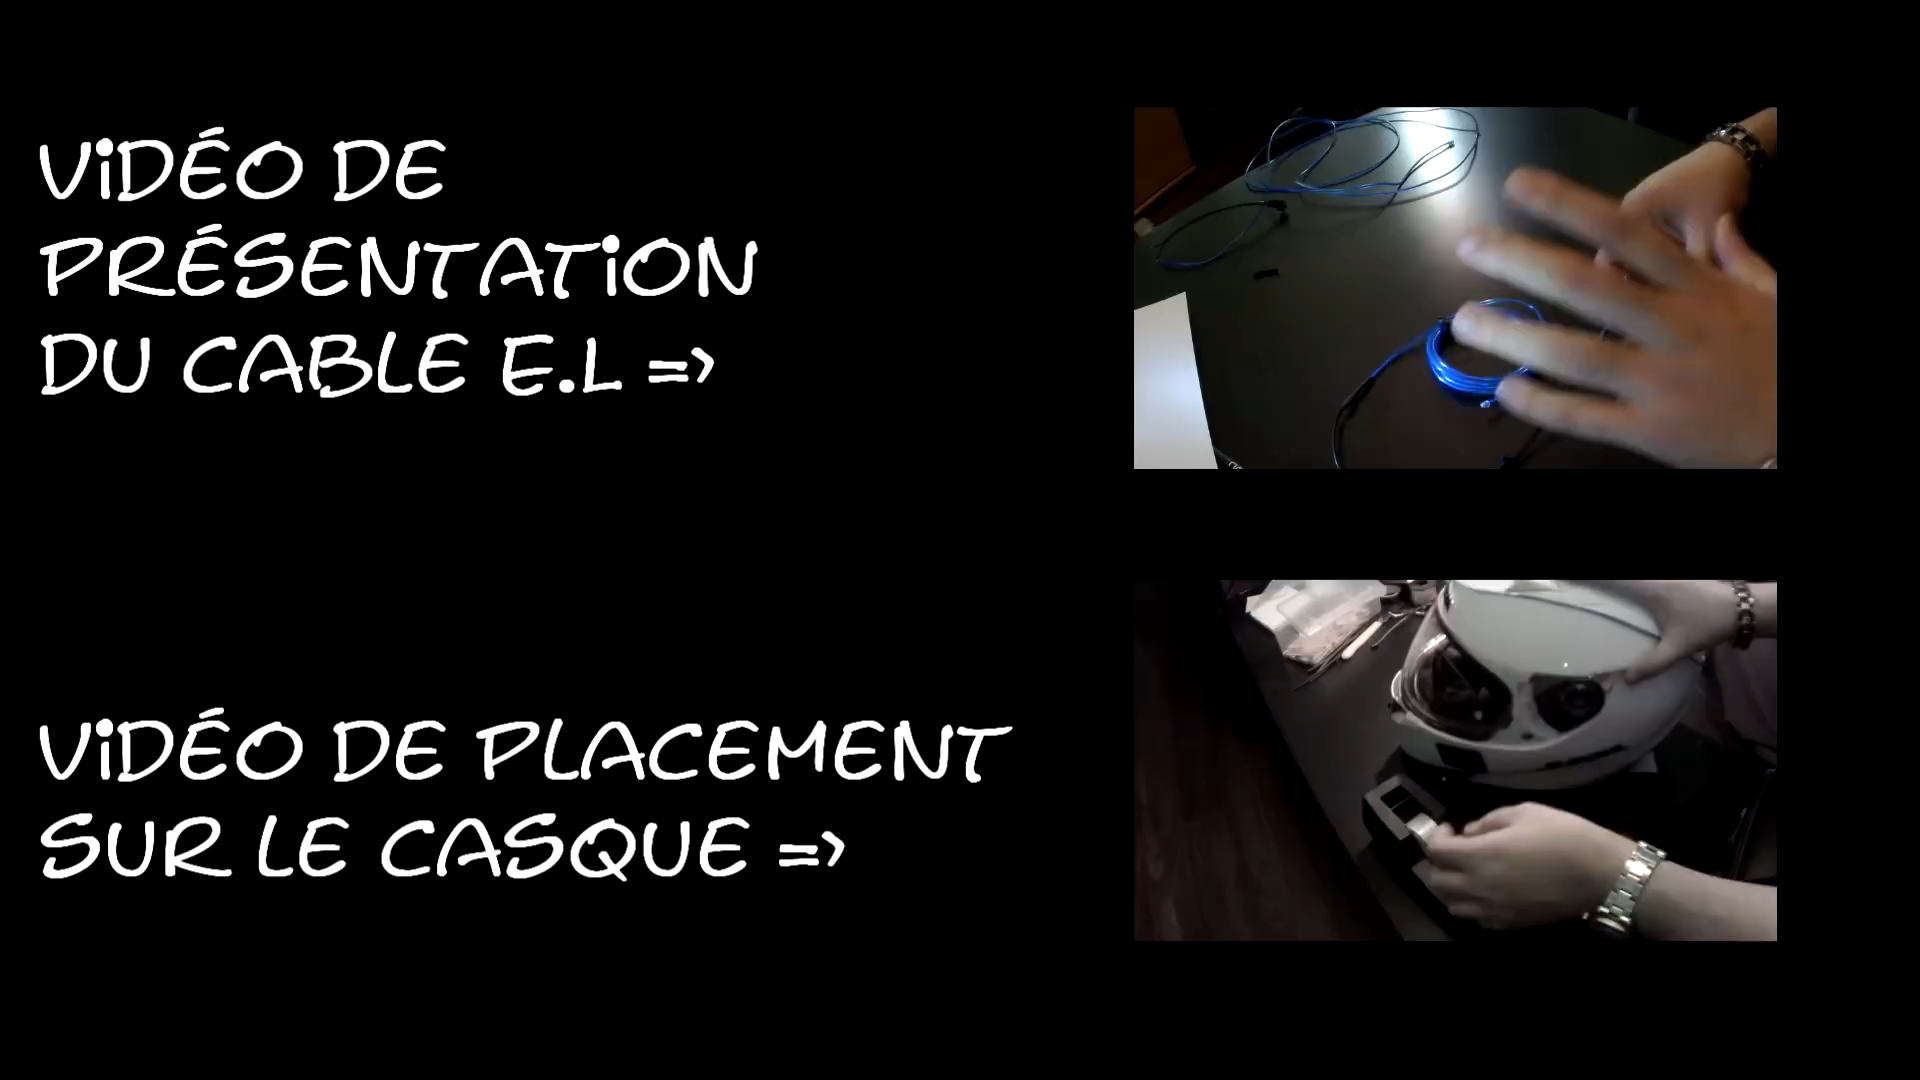 ViDÉO DE
PRÉSENTATiON
DU CABLE E.L =>
ViDÉO DE PLACEMENT
SUR LE CASQUE =>